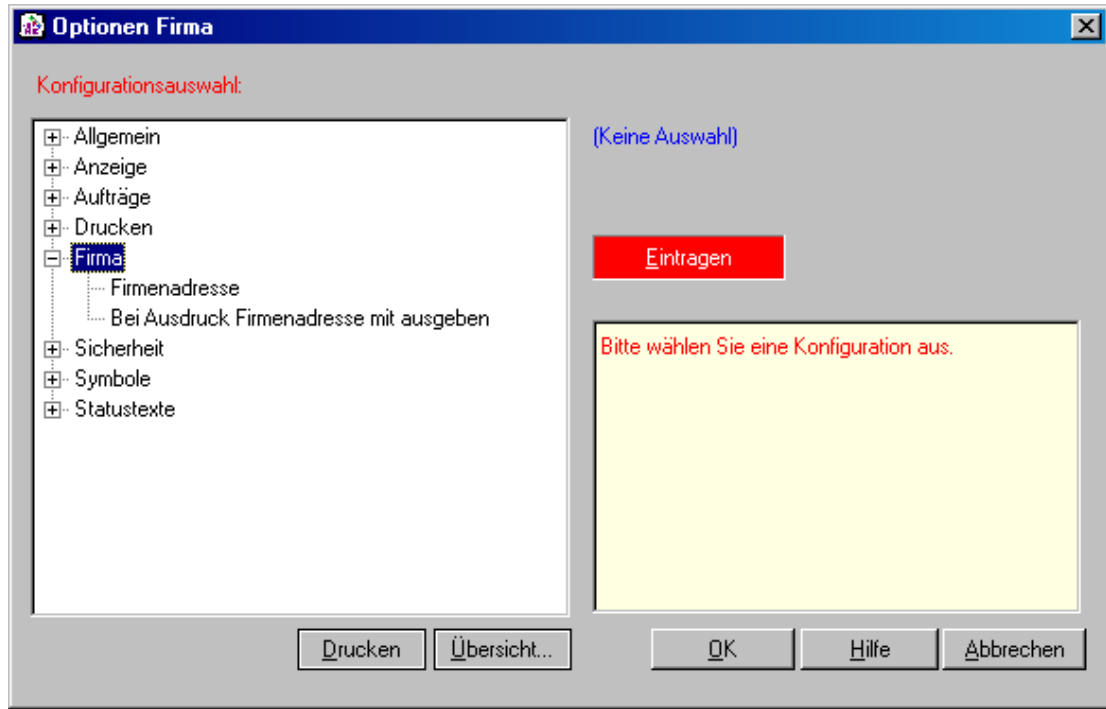 Optionen Firma
Konfigurationsauswahl:
Allgemein
Anzeige
Aufträge
Drucken
Firma
Firmenadresse
Bei Ausdruck Firmenadresse mit ausgeben
Sicherheit
Symbole
Statustexte
(Keine Auswahl)
Eintragen
Bitte wählen Sie eine Konfiguration aus.
Drucken Übersicht... OK Hilfe Abbrechen